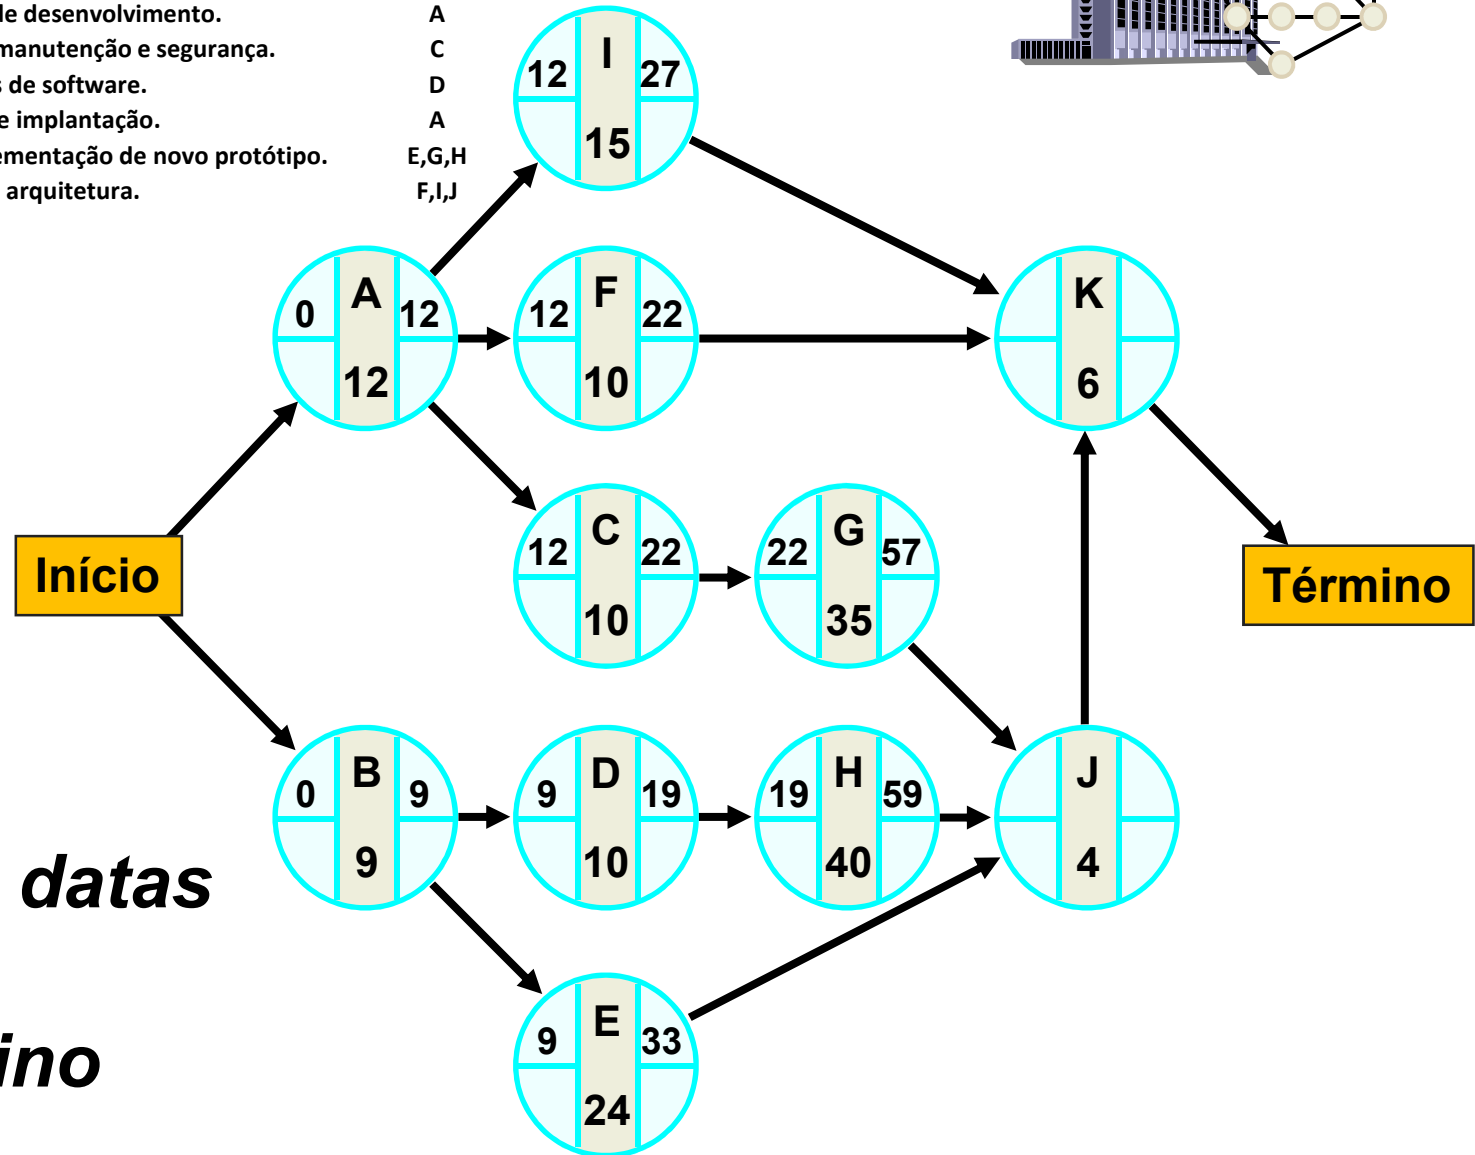 de desenvolvimento. A
manutenção e segurança. C
s de software. D
e implantação. A
ementação de novo protótipo. E,G,H
arquitetura. F,I,J
I
12 27
15
A
0 12
12
F
12 22
10
K
6
C
12 22
10
G
22 57
35
Início
Término
B
0 9
9
D
9 19
10
H
19 59
40
J
4
datas
E
9 33
24
ino